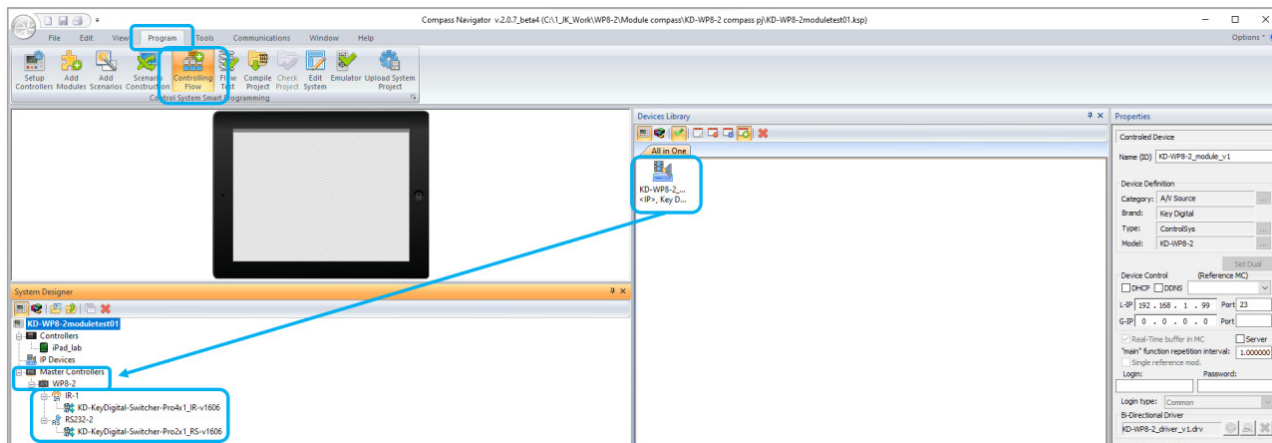 Compass Navigator v.2.0.7_beta4 (C:\1_JK_Work\WP8-2\Module compass\KD-WP8-2 compass pj\KD-WP8-2moduletest01.ksp)
File Edit View Program Tools Communications Window Help Options
Setup Controllers
Add Modules
Add Scenarios
Scenario Construction
Controlling Flow
Flow Test
Compile Project
Check Project
Edit System
Emulator
Upload System Project
Control System Smart Programming
Devices Library
All in One
KD-WP8-2_...
<IP>, Key D...
System Designer
KD-WP8-2moduletest01
Controllers
iPad_lab
IP Devices
Master Controllers
WP8-2
IR-1
KD-KeyDigital-Switcher-Pro4x1_IR-v1606
RS232-2
KD-KeyDigital-Switcher-Pro2x1_RS-v1606
Properties
Controled Device
Name (ID) KD-WP8-2_module_v1
Device Definition
Category: A/V Source
Brand: Key Digital
Type: ControlSys
Model: KD-WP8-2
Set Dual
Device Control (Reference MC)
DHCP DDNS
L-IP 192 . 168 . 1 . 99 Port 23
G-IP 0 . 0 . 0 . 0 Port
Real-Time buffer in MC Server
"main" function repetition interval: 1.000000
Single reference mod.
Login: Password:
Login type: Common
Bi-Directional Driver
KD-WP8-2_driver_v1.drv